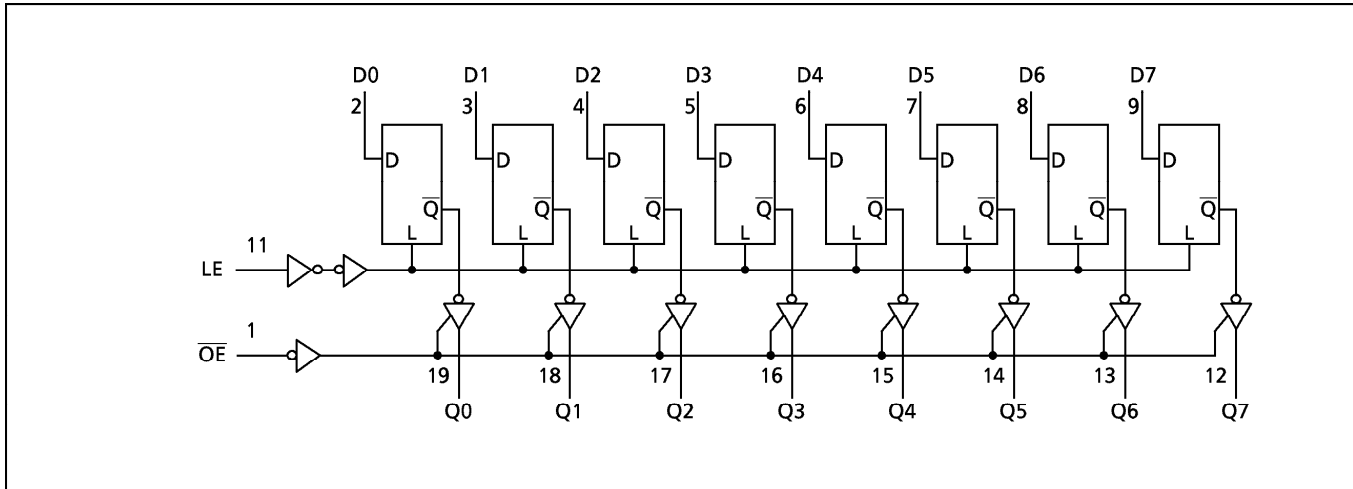 D0 D1 D2 D3 D4 D5 D6 D7
2 3 4 5 6 7 8 9
D D D D D D D D
Q̅ Q̅ Q̅ Q̅ Q̅ Q̅ Q̅ Q̅
L L L L L L L L
11
LE
1
O̅E̅
19 18 17 16 15 14 13 12
Q0 Q1 Q2 Q3 Q4 Q5 Q6 Q7